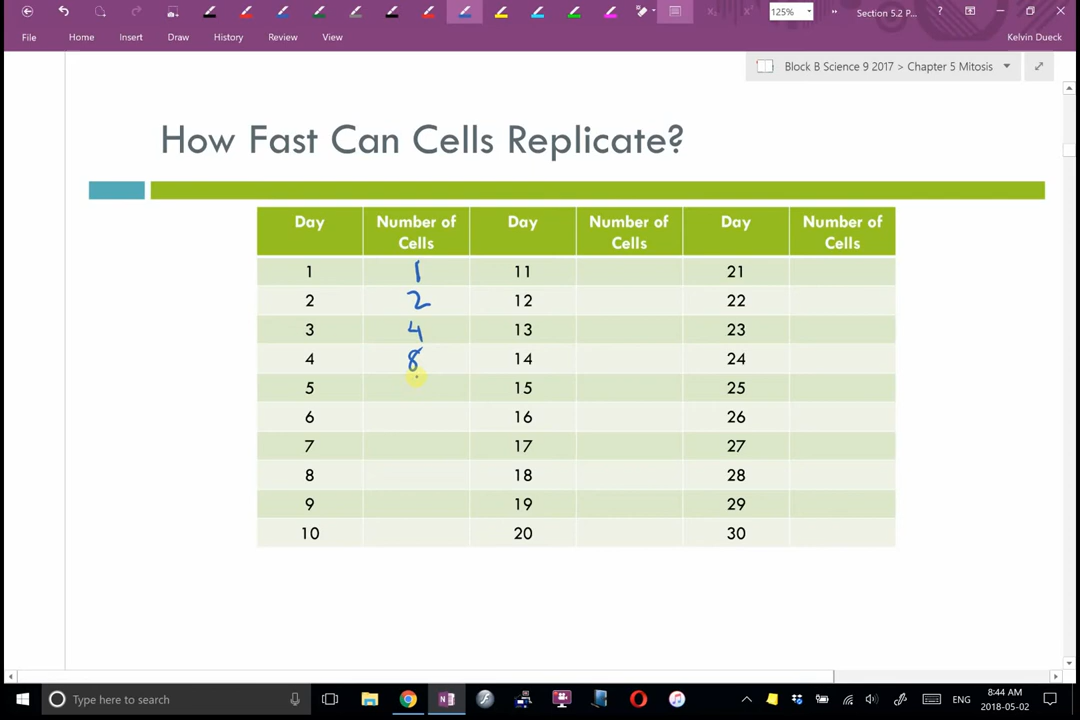 125%
Section 5.2 P...
File
Home
Insert
Draw
History
Review
View
Kelvin Dueck
Block B Science 9 2017 > Chapter 5 Mitosis
How Fast Can Cells Replicate?
Day Number of Cells Day Number of Cells Day Number of Cells
1 1 11 21
2 2 12 22
3 4 13 23
4 8 14 24
5 15 25
6 16 26
7 17 27
8 18 28
9 19 29
10 20 30
Type here to search
ENG
8:44 AM
2018-05-02